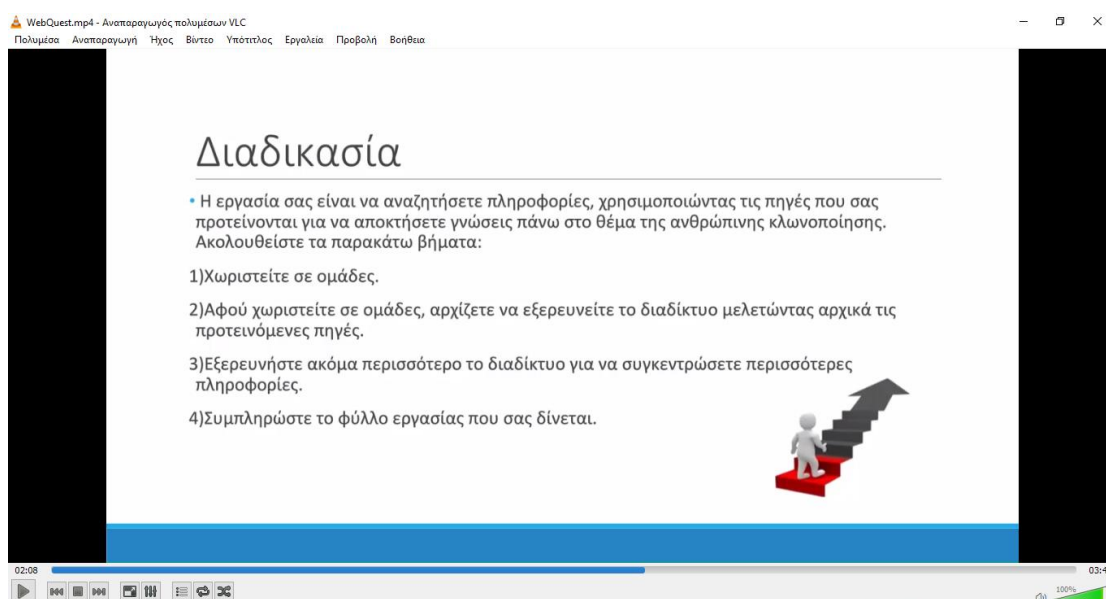 WebQuest.mp4 - Αναπαραγωγός πολυμέσων VLC
Πολυμέσα Αναπαραγωγή Ήχος Βίντεο Υπότιτλος Εργαλεία Προβολή Βοήθεια
Διαδικασία
• Η εργασία σας είναι να αναζητήσετε πληροφορίες, χρησιμοποιώντας τις πηγές που σας
προτείνονται για να αποκτήσετε γνώσεις πάνω στο θέμα της ανθρώπινης κλωνοποίησης.
Ακολουθείστε τα παρακάτω βήματα:
1)Χωριστείτε σε ομάδες.
2)Αφού χωριστείτε σε ομάδες, αρχίζετε να εξερευνείτε το διαδίκτυο μελετώντας αρχικά τις
προτεινόμενες πηγές.
3)Εξερευνήστε ακόμα περισσότερο το διαδίκτυο για να συγκεντρώσετε περισσότερες
πληροφορίες.
4)Συμπληρώστε το φύλλο εργασίας που σας δίνεται.
02:08 03:4
100%